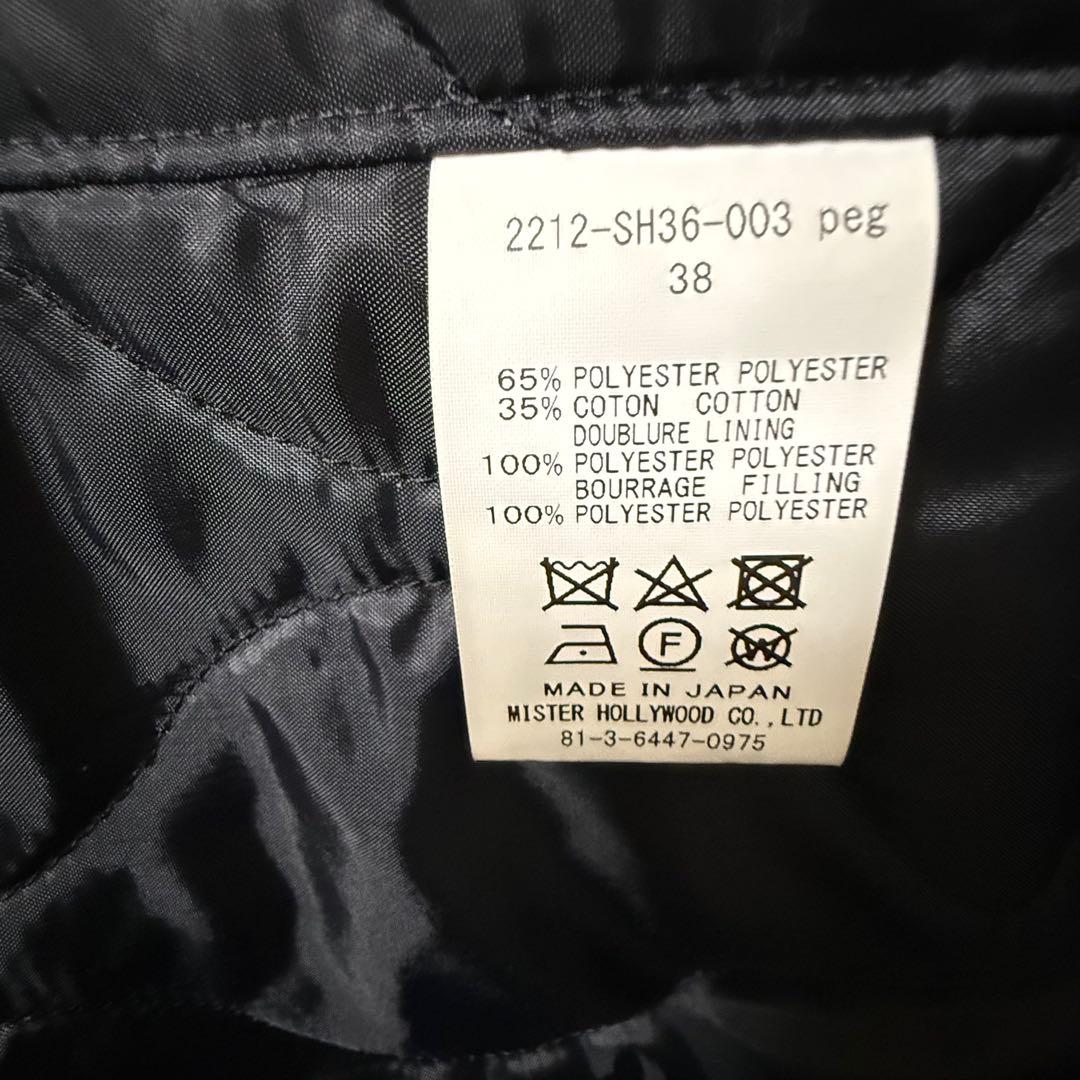 2212-SH36-003 peg
38
65% POLYESTER POLYESTER
35% COTON COTTON
DOUBLURE LINING
100% POLYESTER POLYESTER
BOURRAGE FILLING
100% POLYESTER POLYESTER
F W
MADE IN JAPAN
MISTER HOLLYWOOD CO.,LTD
81-3-6447-0975